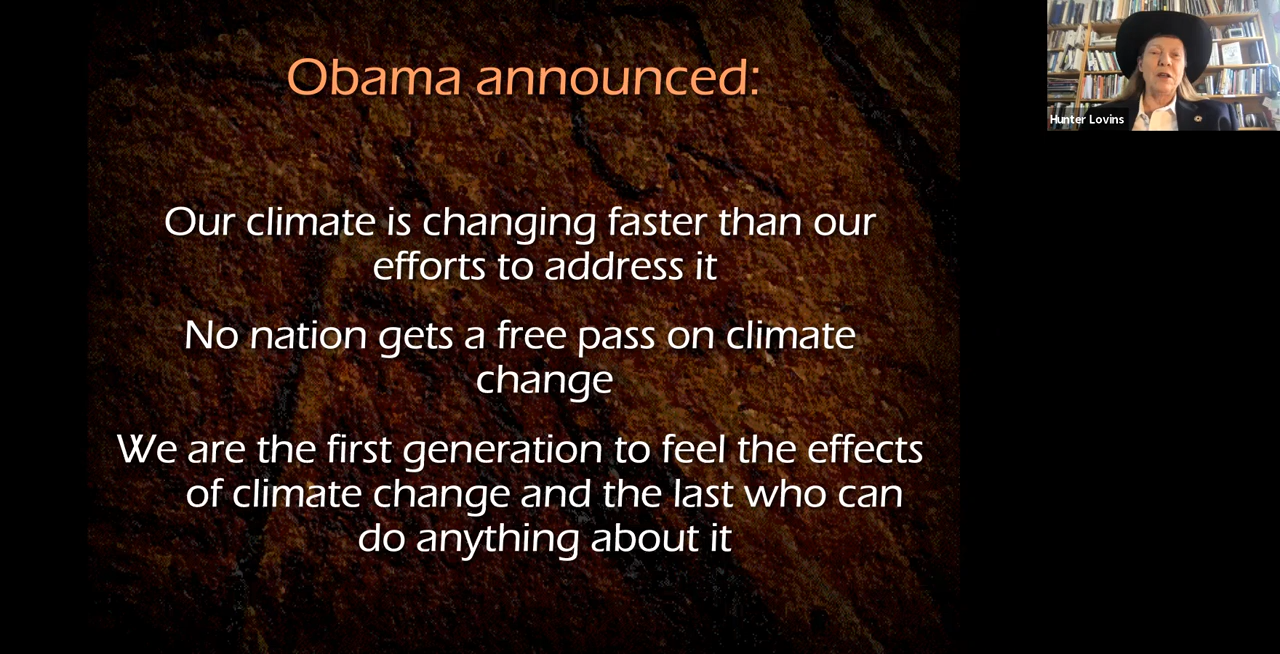 Obama announced:
Our climate is changing faster than our
efforts to address it
No nation gets a free pass on climate
change
We are the first generation to feel the effects
of climate change and the last who can
do anything about it
Hunter Lovins